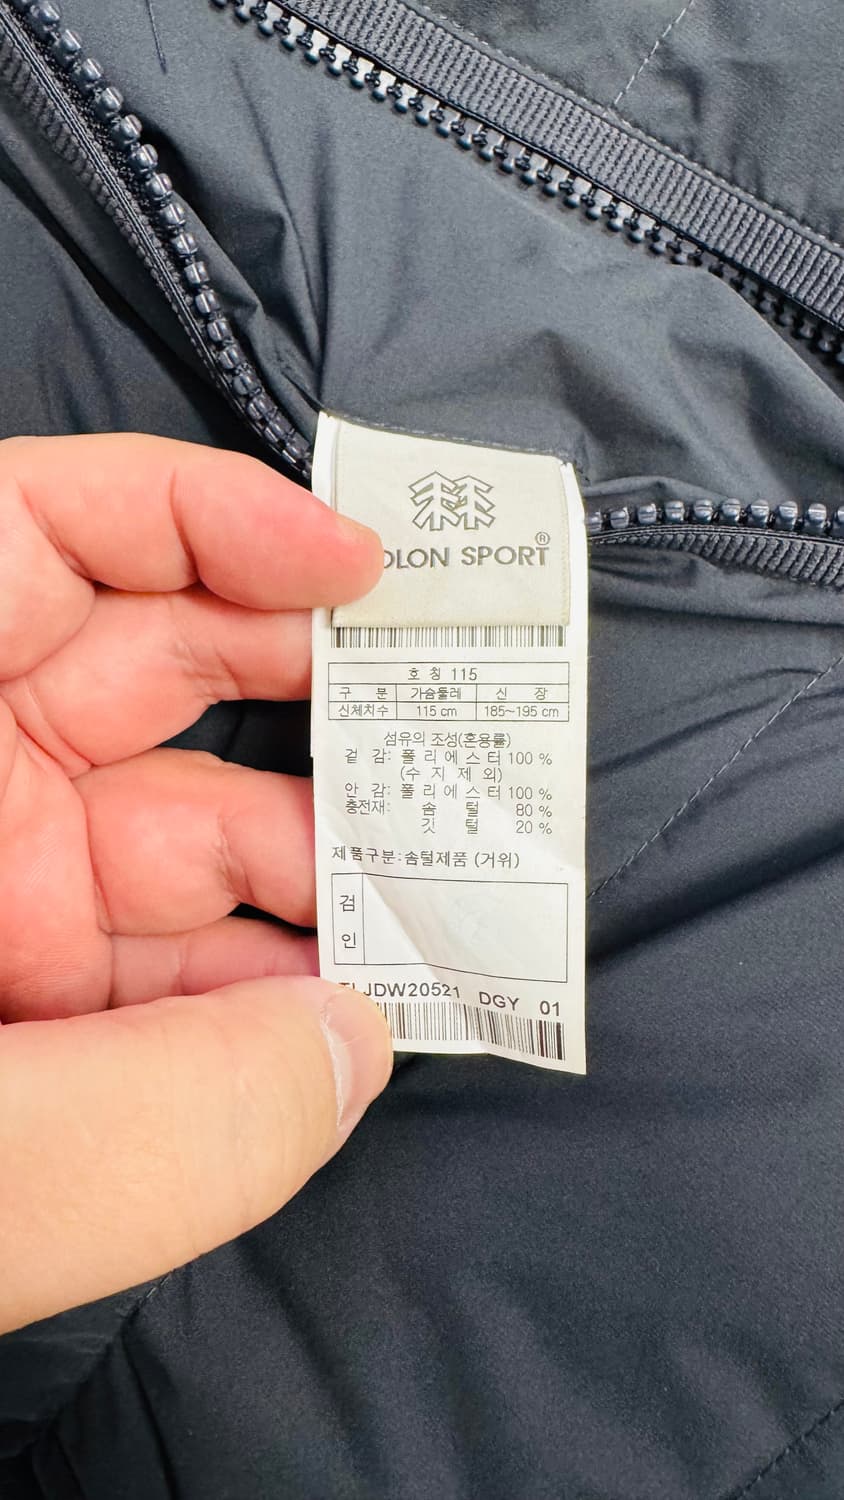 OLON SPORT®
호 칭 115
구 분 가슴둘레 신 장
신체치수 115 cm 185~195 cm
섬유의 조성(혼용률)
겉 감: 폴 리 에 스 터 100 %
(수 지 제 외)
안 감: 폴 리 에 스 터 100 %
충전재: 솜 털 80 %
깃 털 20 %
제품구분:솜털제품 (거위)
검
인
JDW20521 DGY 01